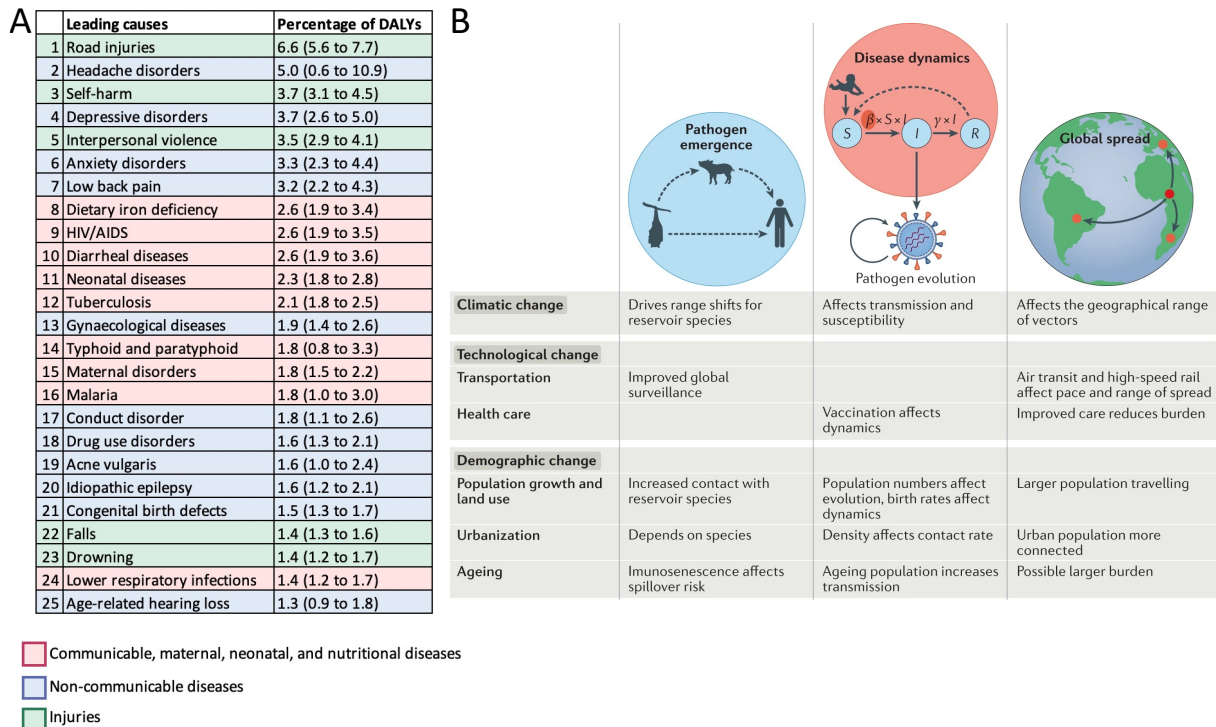 A
Leading causes Percentage of DALYs
1 Road injuries 6.6 (5.6 to 7.7)
2 Headache disorders 5.0 (0.6 to 10.9)
3 Self-harm 3.7 (3.1 to 4.5)
4 Depressive disorders 3.7 (2.6 to 5.0)
5 Interpersonal violence 3.5 (2.9 to 4.1)
6 Anxiety disorders 3.3 (2.3 to 4.4)
7 Low back pain 3.2 (2.2 to 4.3)
8 Dietary iron deficiency 2.6 (1.9 to 3.4)
9 HIV/AIDS 2.6 (1.9 to 3.5)
10 Diarrheal diseases 2.6 (1.9 to 3.6)
11 Neonatal diseases 2.3 (1.8 to 2.8)
12 Tuberculosis 2.1 (1.8 to 2.5)
13 Gynaecological diseases 1.9 (1.4 to 2.6)
14 Typhoid and paratyphoid 1.8 (0.8 to 3.3)
15 Maternal disorders 1.8 (1.5 to 2.2)
16 Malaria 1.8 (1.0 to 3.0)
17 Conduct disorder 1.8 (1.1 to 2.6)
18 Drug use disorders 1.6 (1.3 to 2.1)
19 Acne vulgaris 1.6 (1.0 to 2.4)
20 Idiopathic epilepsy 1.6 (1.2 to 2.1)
21 Congenital birth defects 1.5 (1.3 to 1.7)
22 Falls 1.4 (1.3 to 1.6)
23 Drowning 1.4 (1.2 to 1.7)
24 Lower respiratory infections 1.4 (1.2 to 1.7)
25 Age-related hearing loss 1.3 (0.9 to 1.8)
Communicable, maternal, neonatal, and nutritional diseases
Non-communicable diseases
Injuries
B
Pathogen
emergence
Disease dynamics
S β × S × I I γ × I R
Pathogen evolution
Global spread
Climatic change
Drives range shifts for
reservoir species
Affects transmission and
susceptibility
Affects the geographical range
of vectors
Technological change
Transportation
Improved global
surveillance
Air transit and high-speed rail
affect pace and range of spread
Health care
Vaccination affects
dynamics
Improved care reduces burden
Demographic change
Population growth and
land use
Increased contact with
reservoir species
Population numbers affect
evolution, birth rates affect
dynamics
Larger population travelling
Urbanization
Depends on species
Density affects contact rate
Urban population more
connected
Ageing
Imunosenescence affects
spillover risk
Ageing population increases
transmission
Possible larger burden